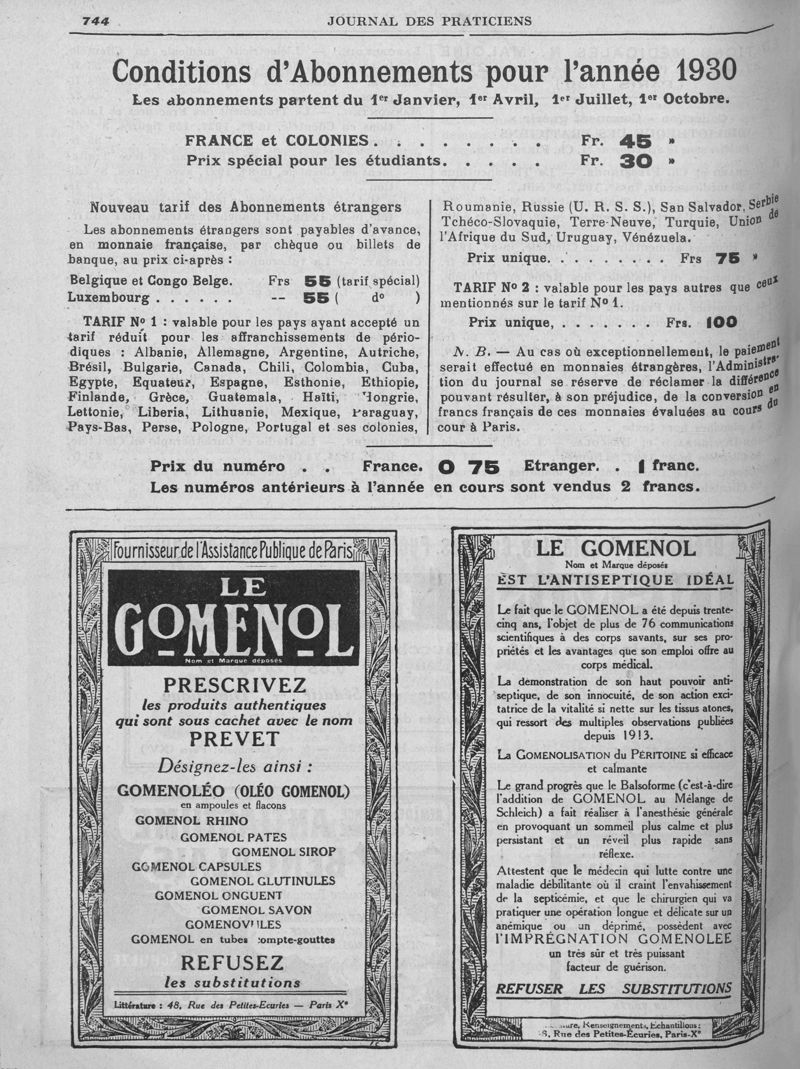 744
JOURNAL DES PRATICIENS
Conditions d'Abonnements pour l'année 1930
Les abonnements partent du 1er Janvier, 1er Avril, 1er Juillet, 1er Octobre.
FRANCE et COLONIES . . . . . . . . Fr. 45 »
Prix spécial pour les étudiants. . . . . Fr. 30 »
Nouveau tarif des Abonnements étrangers
Les abonnements étrangers sont payables d'avance,
en monnaie française, par chèque ou billets de
banque, au prix ci-après :
Belgique et Congo Belge. Frs 55 (tarif spécial)
Luxembourg . . . . . . -- 55 ( do )
TARIF No 1 : valable pour les pays ayant accepté un
tarif réduit pour les affranchissements de pério-
diques : Albanie, Allemagne, Argentine, Autriche,
Brésil, Bulgarie, Canada, Chili, Colombia, Cuba,
Egypte, Equateur, Espagne, Esthonie, Ethiopie,
Finlande, Grèce, Guatemala, Haïti, Hongrie,
Lettonie, Liberia, Lithuanie, Mexique, Paraguay,
Pays-Bas, Perse, Pologne, Portugal et ses colonies,
Roumanie, Russie (U. R. S. S.), San Salvador, Serbie
Tchéco-Slovaquie, Terre-Neuve, Turquie, Union de
l'Afrique du Sud, Uruguay, Vénézuela.
Prix unique. . . . . . . . . Frs 75 »
TARIF No 2 : valable pour les pays autres que ceux
mentionnés sur le tarif No 1.
Prix unique, . . . . . . . Frs. 100
N. B. — Au cas où exceptionnellement, le paiement
serait effectué en monnaies étrangères, l'Administra-
tion du journal se réserve de réclamer la différence
pouvant résulter, à son préjudice, de la conversion en
francs français de ces monnaies évaluées au cours du
cour à Paris.
Prix du numéro . . France. 0 75 Etranger. . 1 franc.
Les numéros antérieurs à l'année en cours sont vendus 2 francs.
Fournisseur de l'Assistance Publique de Paris
LE
GOMENOL
Nom et Marque déposés
PRESCRIVEZ
les produits authentiques
qui sont sous cachet avec le nom
PREVET
Désignez-les ainsi :
GOMENOLÉO (OLÉO GOMENOL)
en ampoules et flacons
GOMENOL RHINO
GOMENOL PATES
GOMENOL SIROP
GOMENOL CAPSULES
GOMENOL GLUTINULES
GOMENOL ONGUENT
GOMENOL SAVON
GOMENOVULES
GOMENOL en tubes compte-gouttes
REFUSEZ
les substitutions
Littérature : 48, Rue des Petites-Ecuries — Paris Xe
LE GOMENOL
Nom et Marque déposés
EST L'ANTISEPTIQUE IDÉAL
Le fait que le GOMENOL a été depuis trente-
cinq ans, l'objet de plus de 76 communications
scientifiques à des corps savants, sur ses pro-
priétés et les avantages que son emploi offre au
corps médical.
La démonstration de son haut pouvoir anti-
septique, de son innocuité, de son action exci-
tatrice de la vitalité si nette sur les tissus atones,
qui ressort des multiples observations publiées
depuis 1913.
La GOMENOLISATION du PÉRITOINE si efficace
et calmante
Le grand progrès que le Balsoforme (c'est-à-dire
l'addition de GOMENOL au Mélange de
Schleich) a fait réaliser à l'anesthésie générale
en provoquant un sommeil plus calme et plus
persistant et un réveil plus rapide sans
réflexe.
Attestent que le médecin qui lutte contre une
maladie débilitante où il craint l'envahissement
de la septicémie, et que le chirurgien qui va
pratiquer une opération longue et délicate sur un
anémique ou un déprimé, possèdent avec
l'IMPRÉGNATION GOMENOLEE
un très sûr et très puissant
facteur de guérison.
REFUSER LES SUBSTITUTIONS
Renseignements, Echantillons :
Rue des Petites-Écuries, Paris-Xe